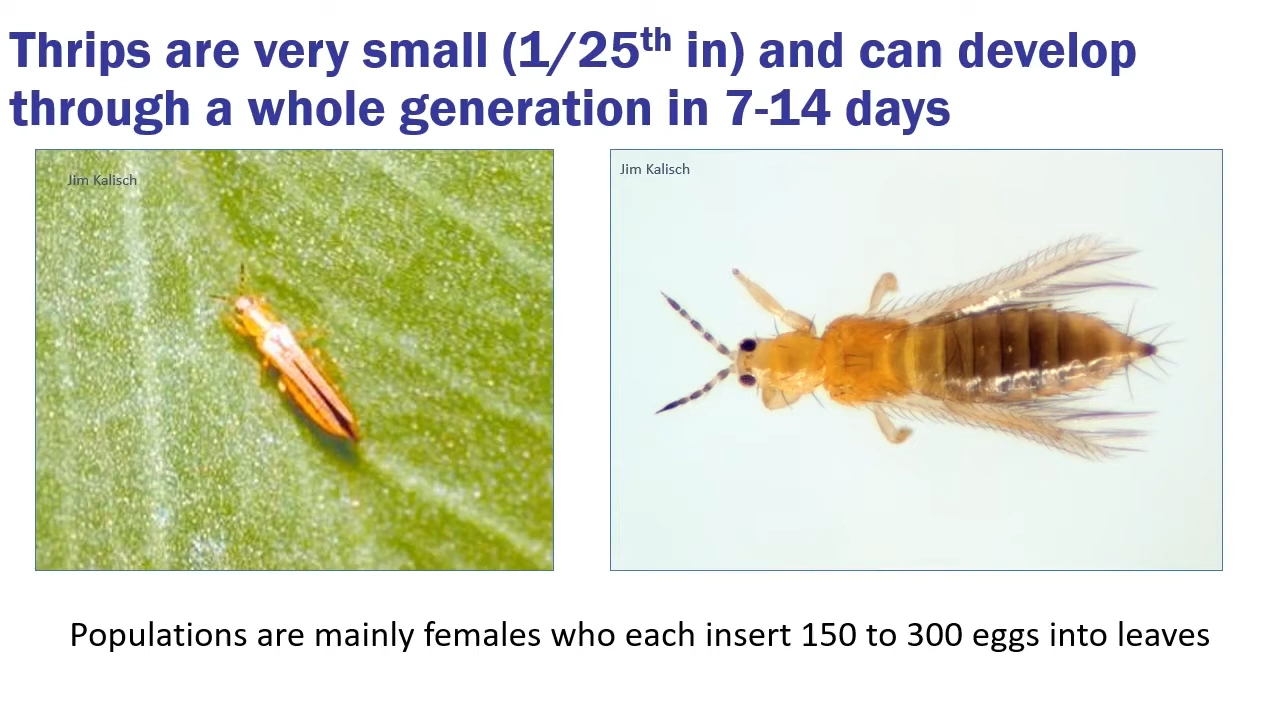 Thrips are very small (1/25th in) and can develop
through a whole generation in 7-14 days
Jim Kalisch
Jim Kalisch
Populations are mainly females who each insert 150 to 300 eggs into leaves